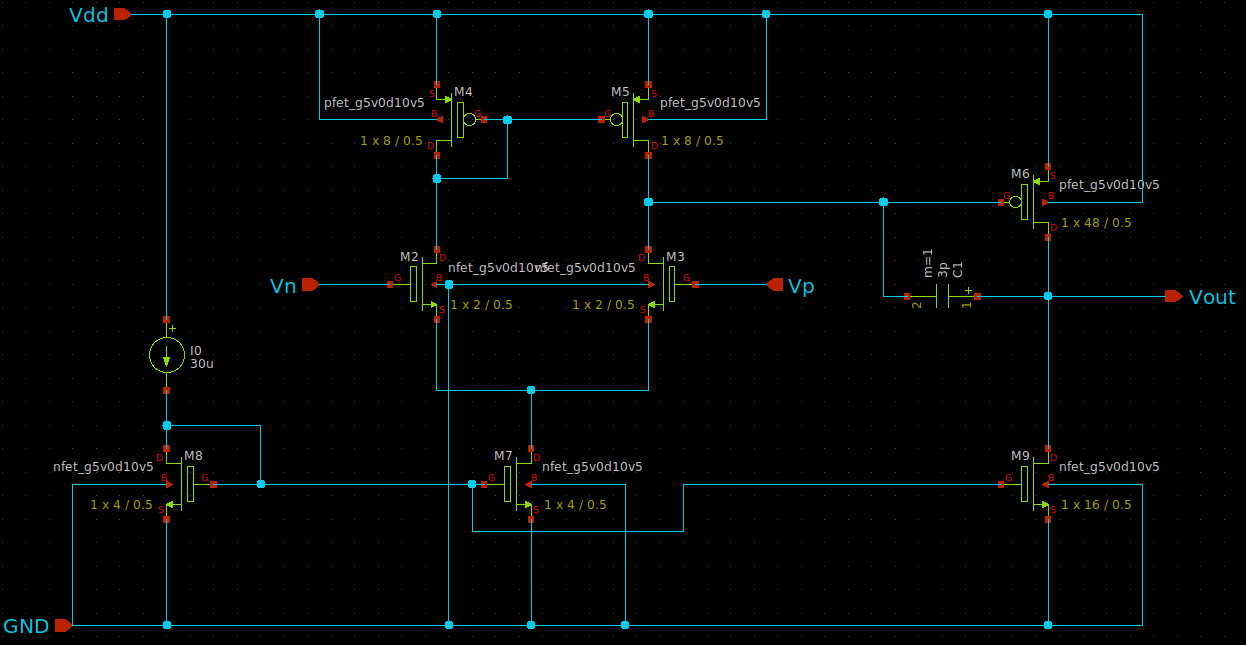 Vdd
M4
M5
pfet_g5v0d10v5
pfet_g5v0d10v5
S
S
B
G
G
B
1 x 8 / 0.5
D
D
1 x 8 / 0.5
M6
S
pfet_g5v0d10v5
G
B
1 x 48 / 0.5
D
M2
D
D
M3
nfet_g5v0d10v5
nfet_g5v0d10v5
m=1
3p
C1
Vn
G
B
B
G
Vp
1 x 2 / 0.5
1 x 2 / 0.5
S
S
2
1
+
Vout
+
I0
30u
M8
M7
M9
D
D
D
nfet_g5v0d10v5
nfet_g5v0d10v5
nfet_g5v0d10v5
B
G
G
B
G
B
1 x 4 / 0.5
S
S
1 x 4 / 0.5
S
1 x 16 / 0.5
GND